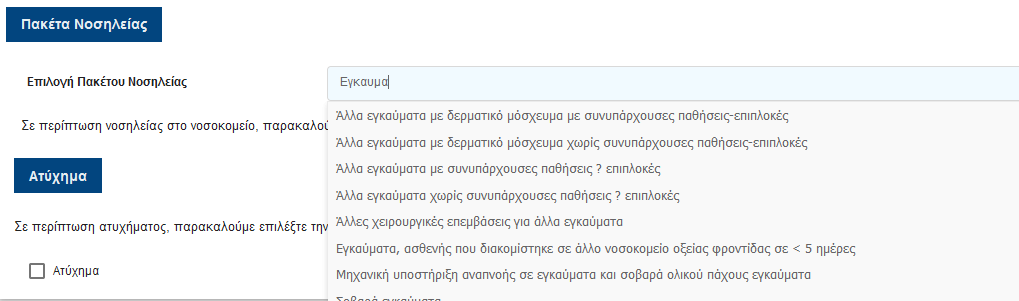 Πακέτα Νοσηλείας
Επιλογή Πακέτου Νοσηλείας
Εγκαυμα
Άλλα εγκαύματα με δερματικό μόσχευμα με συνυπάρχουσες παθήσεις-επιπλοκές
Σε περίπτωση νοσηλείας στο νοσοκομείο, παρακαλού
Άλλα εγκαύματα με δερματικό μόσχευμα χωρίς συνυπάρχουσες παθήσεις-επιπλοκές
Άλλα εγκαύματα με συνυπάρχουσες παθήσεις ? επιπλοκές
Ατύχημα
Άλλα εγκαύματα χωρίς συνυπάρχουσες παθήσεις ? επιπλοκές
Άλλες χειρουργικές επεμβάσεις για άλλα εγκαύματα
Σε περίπτωση ατυχήματος, παρακαλούμε επιλέξτε την
Εγκαύματα, ασθενής που διακομίστηκε σε άλλο νοσοκομείο οξείας φροντίδας σε < 5 ημέρες
Ατύχημα
Μηχανική υποστήριξη αναπνοής σε εγκαύματα και σοβαρά ολικού πάχους εγκαύματα
Σοβαρά εγκαύματα